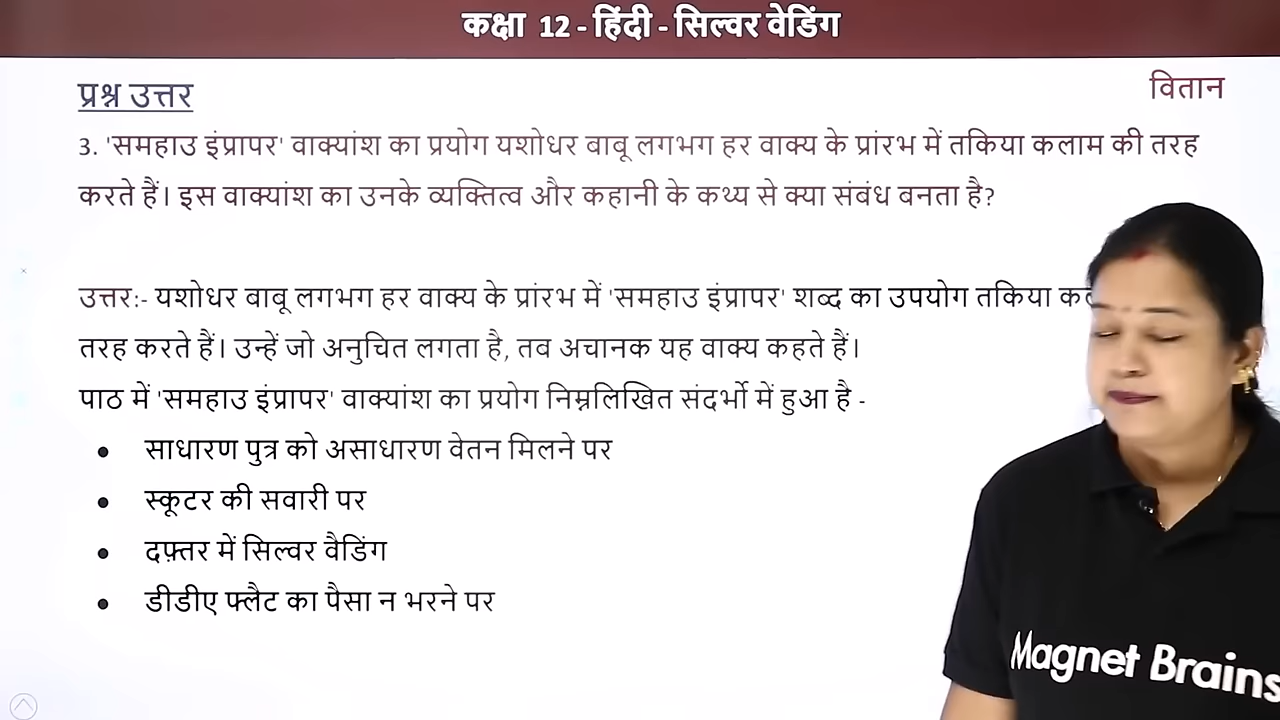 कक्षा 12 - हिंदी - सिल्वर वेडिंग
प्रश्न उत्तर
वितान
3. 'समहाउ इंप्रापर' वाक्यांश का प्रयोग यशोधर बाबू लगभग हर वाक्य के प्रांरभ में तकिया कलाम की तरह
करते हैं। इस वाक्यांश का उनके व्यक्तित्व और कहानी के कथ्य से क्या संबंध बनता है?
उत्तर:- यशोधर बाबू लगभग हर वाक्य के प्रांरभ में 'समहाउ इंप्रापर' शब्द का उपयोग तकिया
तरह करते हैं। उन्हें जो अनुचित लगता है, तब अचानक यह वाक्य कहते हैं।
पाठ में 'समहाउ इंप्रापर' वाक्यांश का प्रयोग निम्नलिखित संदर्भो में हुआ है -
• साधारण पुत्र को असाधारण वेतन मिलने पर
• स्कूटर की सवारी पर
• दफ़्तर में सिल्वर वैडिंग
• डीडीए फ्लैट का पैसा न भरने पर
Magnet Brains